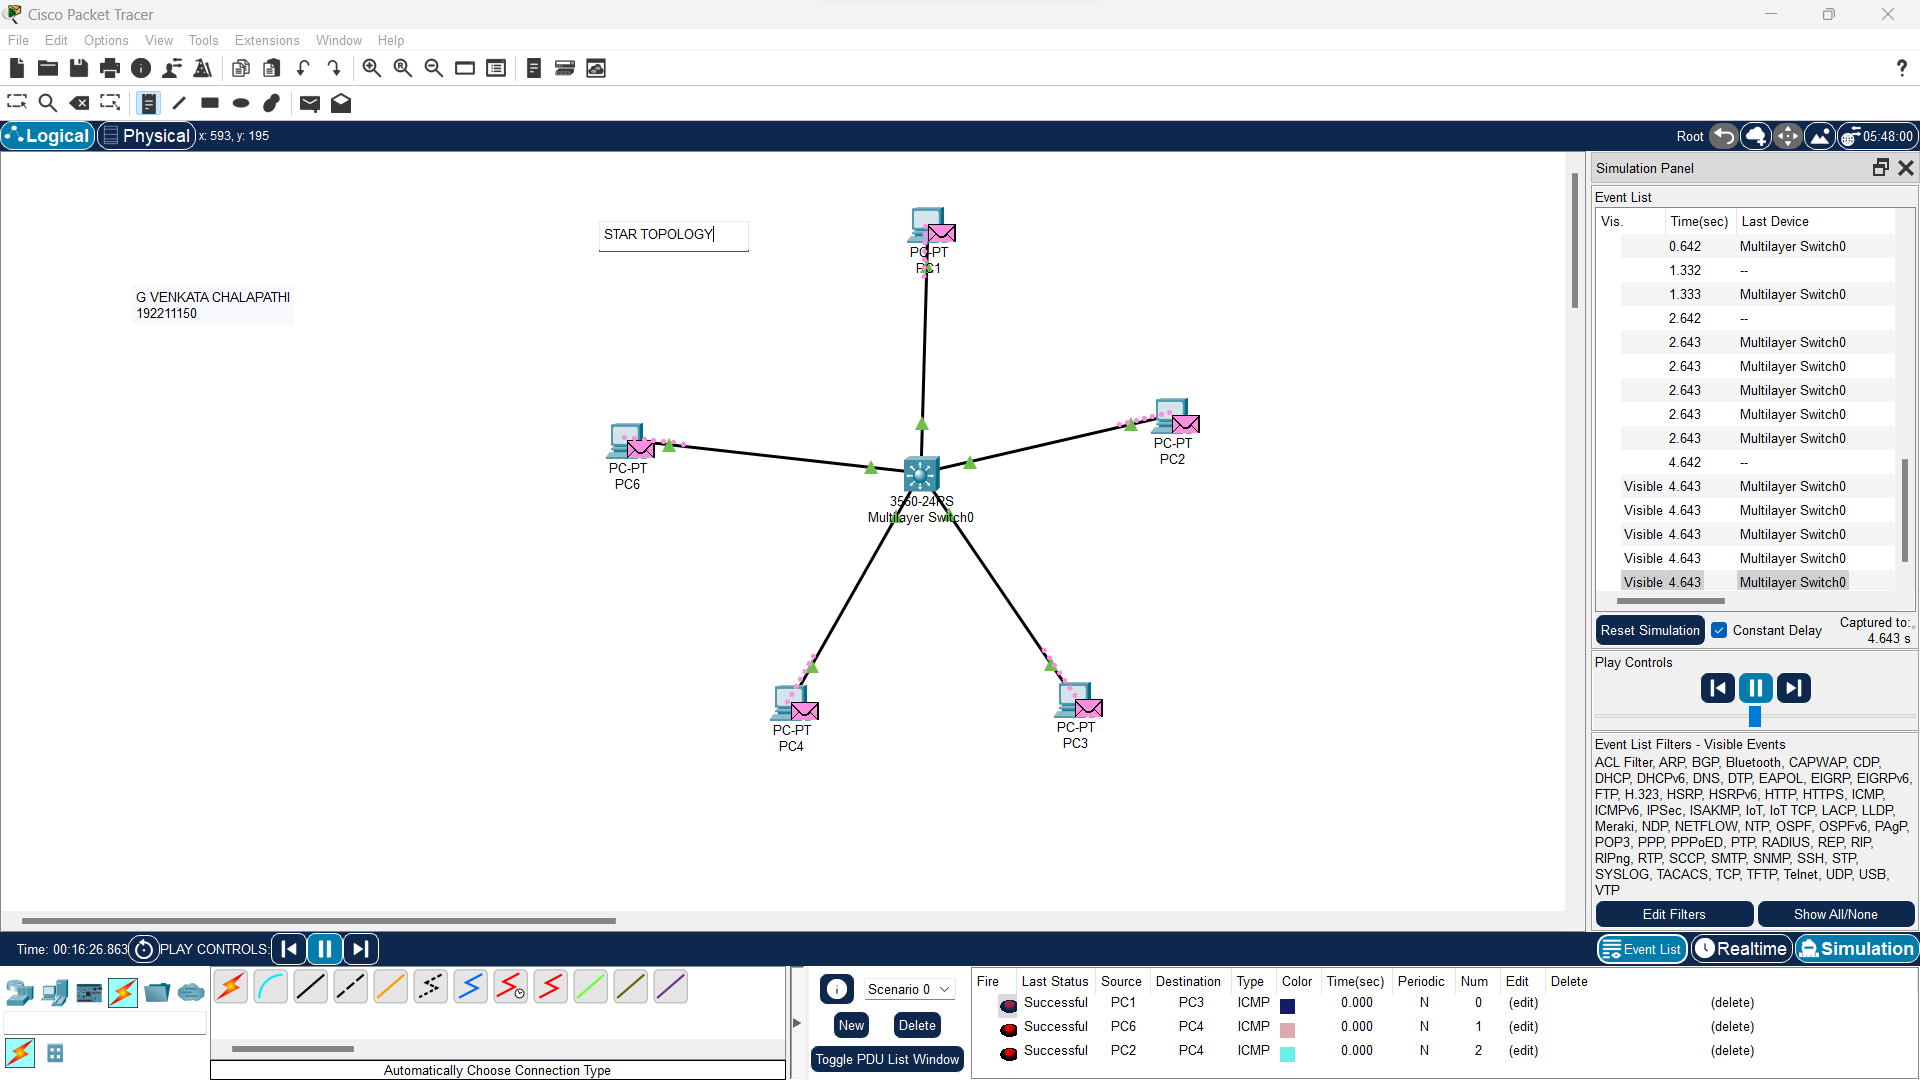 Cisco Packet Tracer
File Edit Options View Tools Extensions Window Help
?
Logical Physical x: 593, y: 195 Root 05:48:00
STAR TOPOLOGY
G VENKATA CHALAPATHI
192211150
PC-PT
PC1
PC-PT
PC2
PC-PT
PC6
3560-24PS
Multilayer Switch0
PC-PT
PC4
PC-PT
PC3
Simulation Panel
Event List
Vis. Time(sec) Last Device
0.642 Multilayer Switch0
1.332 --
1.333 Multilayer Switch0
2.642 --
2.643 Multilayer Switch0
2.643 Multilayer Switch0
2.643 Multilayer Switch0
2.643 Multilayer Switch0
2.643 Multilayer Switch0
4.642 --
Visible 4.643 Multilayer Switch0
Visible 4.643 Multilayer Switch0
Visible 4.643 Multilayer Switch0
Visible 4.643 Multilayer Switch0
Visible 4.643 Multilayer Switch0
Reset Simulation Constant Delay Captured to:
4.643 s
Play Controls
Event List Filters - Visible Events
ACL Filter, ARP, BGP, Bluetooth, CAPWAP, CDP,
DHCP, DHCPv6, DNS, DTP, EAPOL, EIGRP, EIGRPv6,
FTP, H.323, HSRP, HSRPv6, HTTP, HTTPS, ICMP,
ICMPv6, IPSec, ISAKMP, IoT, IoT TCP, LACP, LLDP,
Meraki, NDP, NETFLOW, NTP, OSPF, OSPFv6, PAgP,
POP3, PPP, PPPoED, PTP, RADIUS, REP, RIP,
RIPng, RTP, SCCP, SMTP, SNMP, SSH, STP,
SYSLOG, TACACS, TCP, TFTP, Telnet, UDP, USB,
VTP
Edit Filters Show All/None
Time: 00:16:26.863 PLAY CONTROLS: Event List Realtime Simulation
Automatically Choose Connection Type
Scenario 0
New Delete
Toggle PDU List Window
Fire Last Status Source Destination Type Color Time(sec) Periodic Num Edit Delete
Successful PC1 PC3 ICMP 0.000 N 0 (edit) (delete)
Successful PC6 PC4 ICMP 0.000 N 1 (edit) (delete)
Successful PC2 PC4 ICMP 0.000 N 2 (edit) (delete)